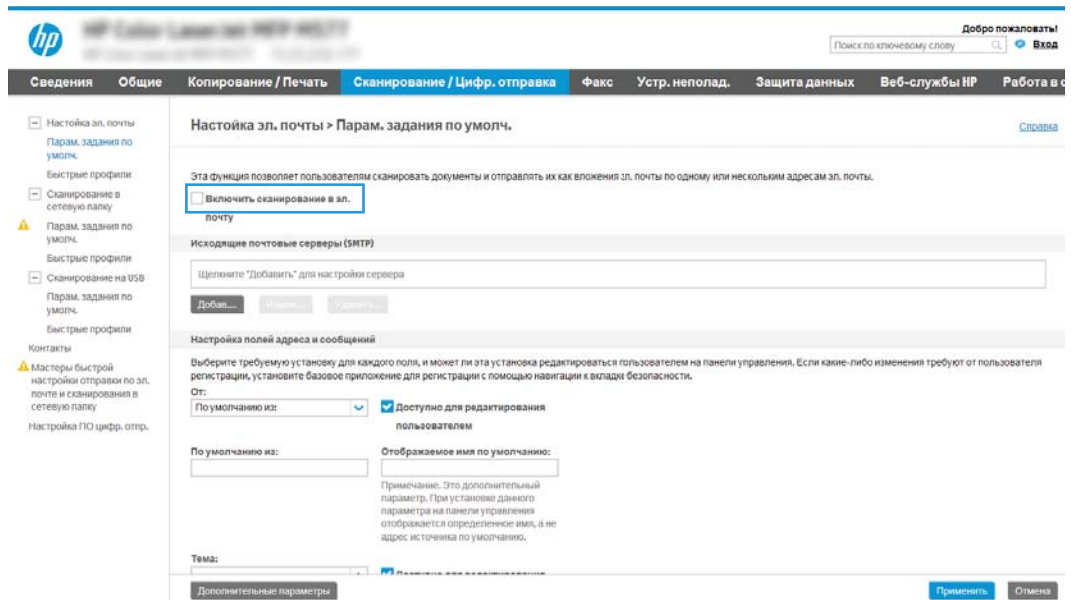 hp
Добро пожаловать!
Поиск по ключевому слову
Вход
Сведения Общие Копирование / Печать Сканирование / Цифр. отправка Факс Устр. неполад. Защита данных Веб-службы HP Работа в с
Настойка эл. почты
Парам. задания по
умолч.
Быстрые профили
Сканирование в
сетевую папку
Парам. задания по
умолч.
Быстрые профили
Сканирование на USB
Парам. задания по
умолч.
Быстрые профили
Контакты
Мастеры быстрой
настройки отправки по эл.
почте и сканирования в
сетевую папку
Настройка ПО цифр. отпр.
Настойка эл. почты > Парам. задания по умолч.
Справка
Эта функция позволяет пользователям сканировать документы и отправлять их как вложения эл. почты по одному или нескольким адресам эл. почты.
Включить сканирование в эл.
почту
Исходящие почтовые серверы (SMTP)
Щелкните "Добавить" для настройки сервера
Добав.... Измен.... Удалить...
Настройка полей адреса и сообщений
Выберите требуемую установку для каждого поля, и может ли эта установка редактироваться пользователем на панели управления. Если какие-либо изменения требуют от пользователя
регистрации, установите базовое приложение для регистрации с помощью навигации к вкладке безопасности.
От:
По умолчанию из:
Доступно для редактирования
пользователем
По умолчанию из:
Отображаемое имя по умолчанию:
Примечание. Это дополнительный
параметр. При установке данного
параметра на панели управления
отображается определенное имя, а не
адрес источника по умолчанию.
Тема:
Доступно для редактирования
Дополнительные параметры
Применить Отмена